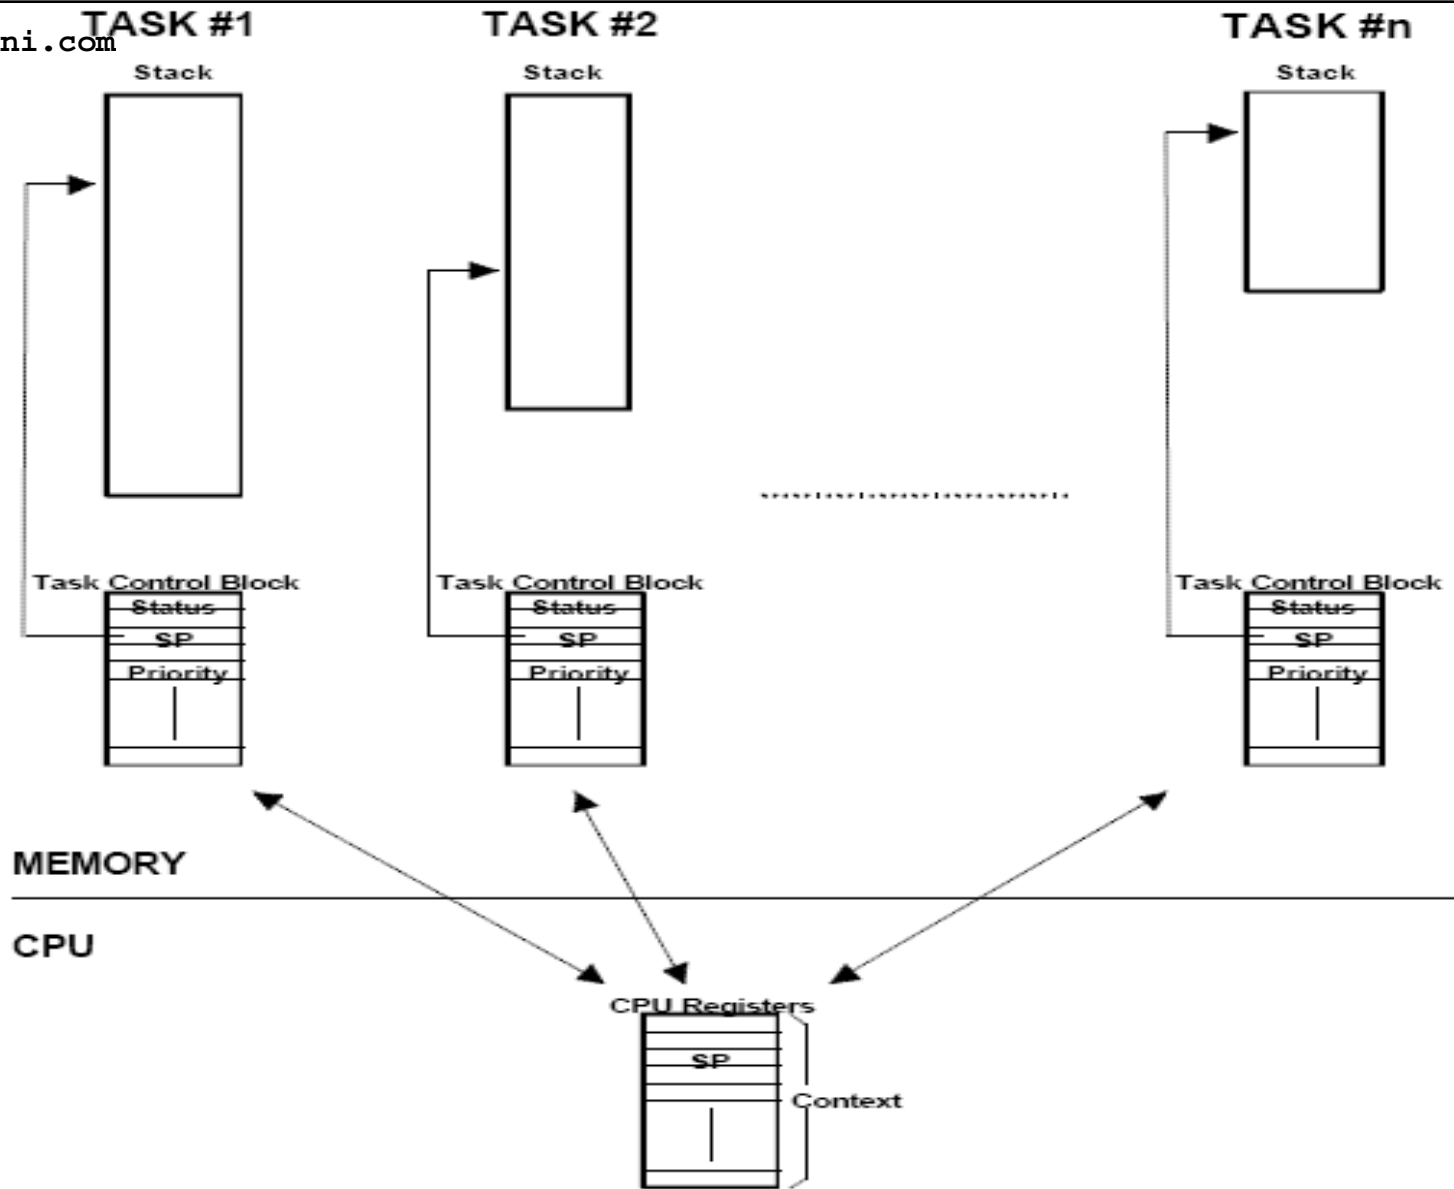 TASK #1 TASK #2 TASK #n
ni.com
Stack Stack Stack
Task Control Block Task Control Block Task Control Block
Status Status Status
SP SP SP
Priority Priority Priority
MEMORY
CPU
CPU Registers
SP
Context